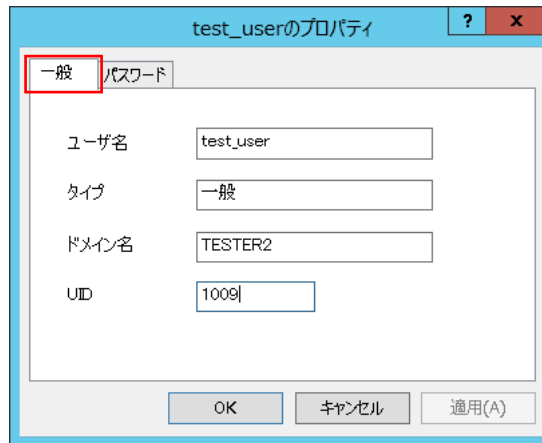 test_userのプロパティ
? x
一般 パスワード
ユーザ名 test_user
タイプ 一般
ドメイン名 TESTER2
UID 1009
OK キャンセル 適用(A)